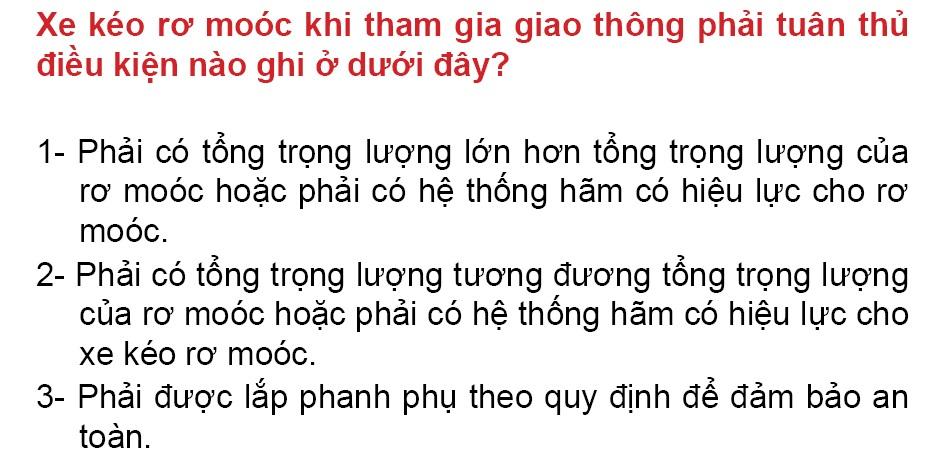 Xe kéo rơ moóc khi tham gia giao thông phải tuân thủ
điều kiện nào ghi ở dưới đây?
1- Phải có tổng trọng lượng lớn hơn tổng trọng lượng của
rơ moóc hoặc phải có hệ thống hãm có hiệu lực cho rơ
moóc.
2- Phải có tổng trọng lượng tương đương tổng trọng lượng
của rơ moóc hoặc phải có hệ thống hãm có hiệu lực cho
xe kéo rơ moóc.
3- Phải được lắp phanh phụ theo quy định để đảm bảo an
toàn.